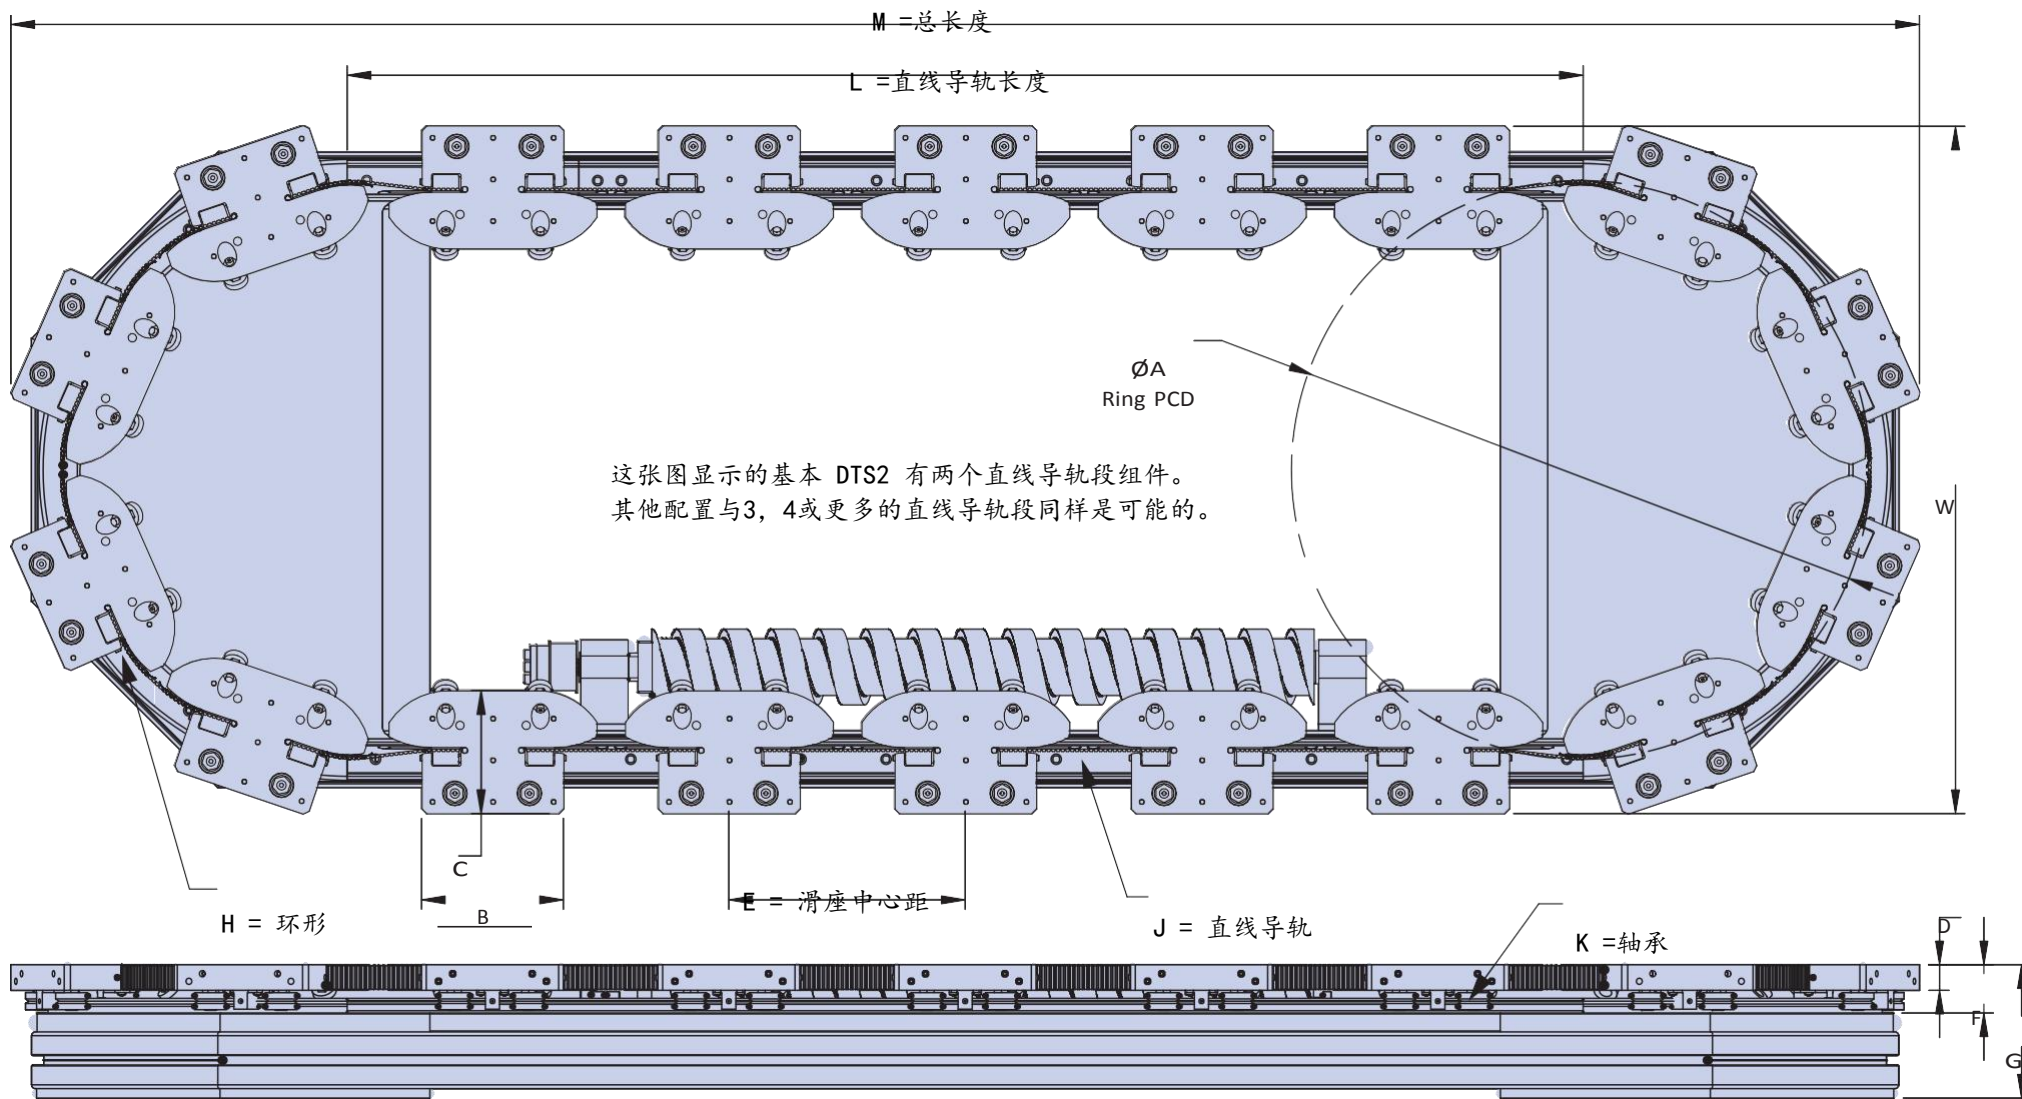 M =总长度
L =直线导轨长度
ØA
Ring PCD
这张图显示的基本 DTS2 有两个直线导轨段组件。
其他配置与3, 4或更多的直线导轨段同样是可能的。
W
C
B
E = 滑座中心距
H = 环形
J = 直线导轨
K =轴承
D
F
G